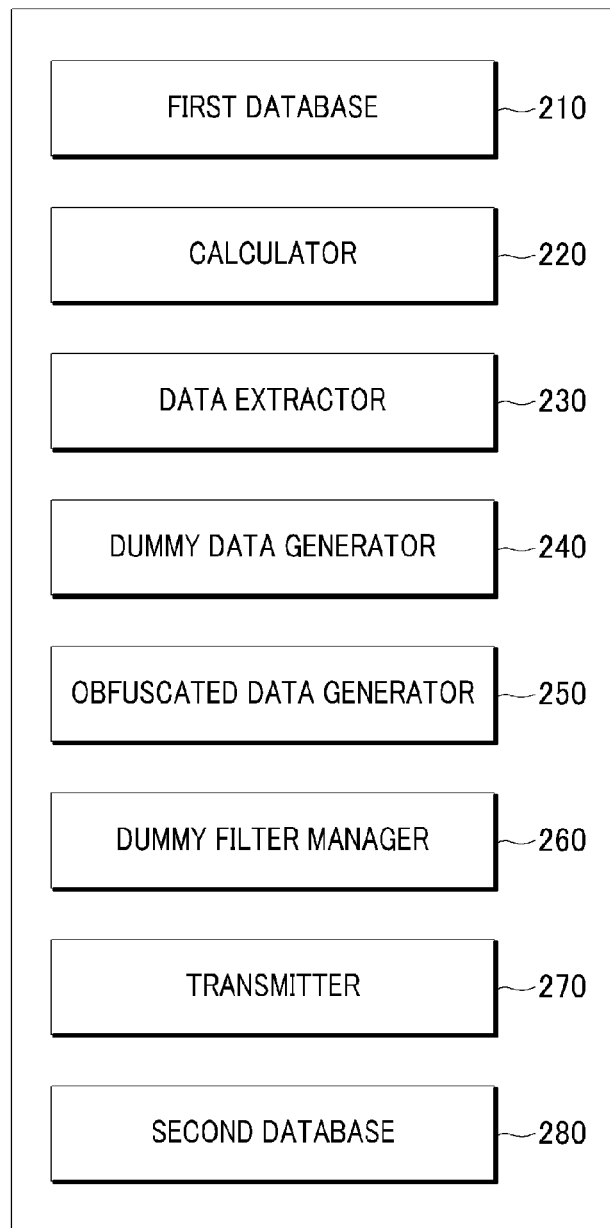 FIRST DATABASE 210
CALCULATOR 220
DATA EXTRACTOR 230
DUMMY DATA GENERATOR 240
OBFUSCATED DATA GENERATOR 250
DUMMY FILTER MANAGER 260
TRANSMITTER 270
SECOND DATABASE 280